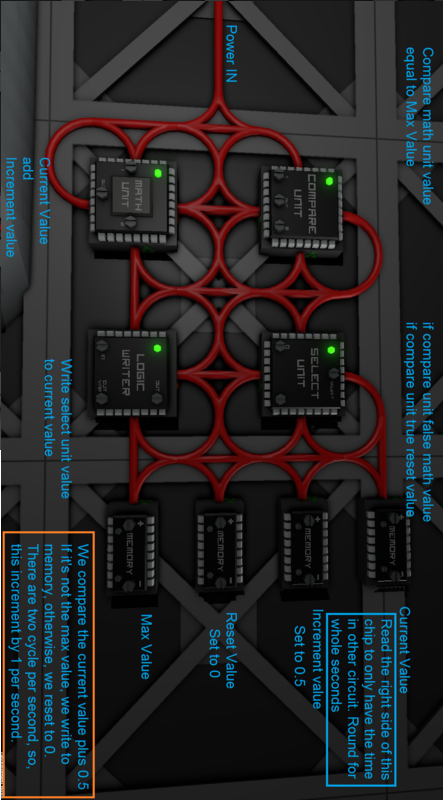 Compare math unit value
equal to Max Value
if compare unit false math value
if compare unit true reset value
Current Value
Read the right side of this
chip to only have the time
in other circuit. Round for
whole seconds
COMPARE
UNIT
SELECT
UNIT
MEMORY
MEMORY
Increment value
Set to 0.5
Power IN
MEMORY
Reset Value
Set to 0
MATH
UNIT
LOGIC
WRITER
MEMORY
Max Value
Current Value
add
Increment value
Write select unit value
to current value
We compare the current value plus 0.5
If it's not the max value, we write to
memory, otherwise, we reset to 0.
There are two cycle per second, so,
this increment by 1 per second.